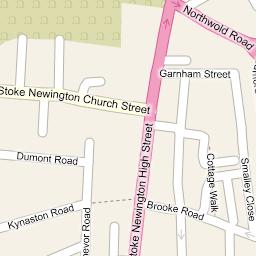 Northwold Road
Garnham Street
Stoke Newington Church Street
Stoke Newington High Street
Dumont Road
Cottage Walk
Smalley Close
Kynaston Road
Brooke Road